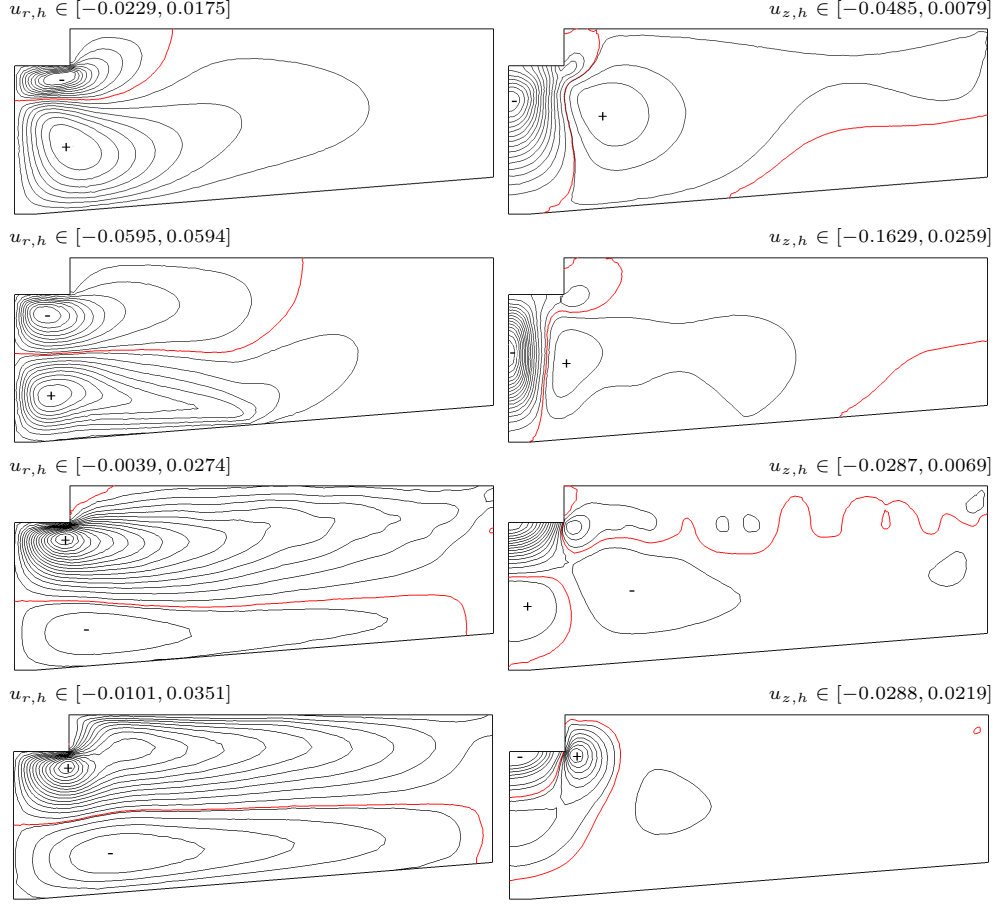 u_{r,h} ∈ [−0.0229, 0.0175] u_{z,h} ∈ [−0.0485, 0.0079]
- -
+ +
u_{r,h} ∈ [−0.0595, 0.0594] u_{z,h} ∈ [−0.1629, 0.0259]
- -
+ +
u_{r,h} ∈ [−0.0039, 0.0274] u_{z,h} ∈ [−0.0287, 0.0069]
+ -
- +
u_{r,h} ∈ [−0.0101, 0.0351] u_{z,h} ∈ [−0.0288, 0.0219]
+ - +
- -